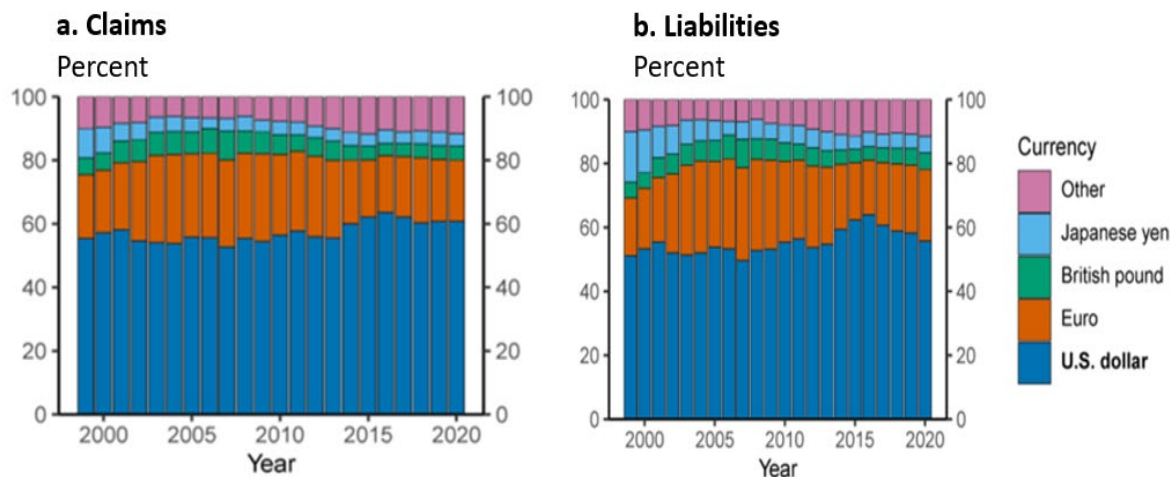 a. Claims
Percent
100
80
60
40
20
0
100
80
60
40
20
0
2000 2005 2010 2015 2020
Year
b. Liabilities
Percent
100
80
60
40
20
0
100
80
60
40
20
0
2000 2005 2010 2015 2020
Year
Currency
Other
Japanese yen
British pound
Euro
U.S. dollar